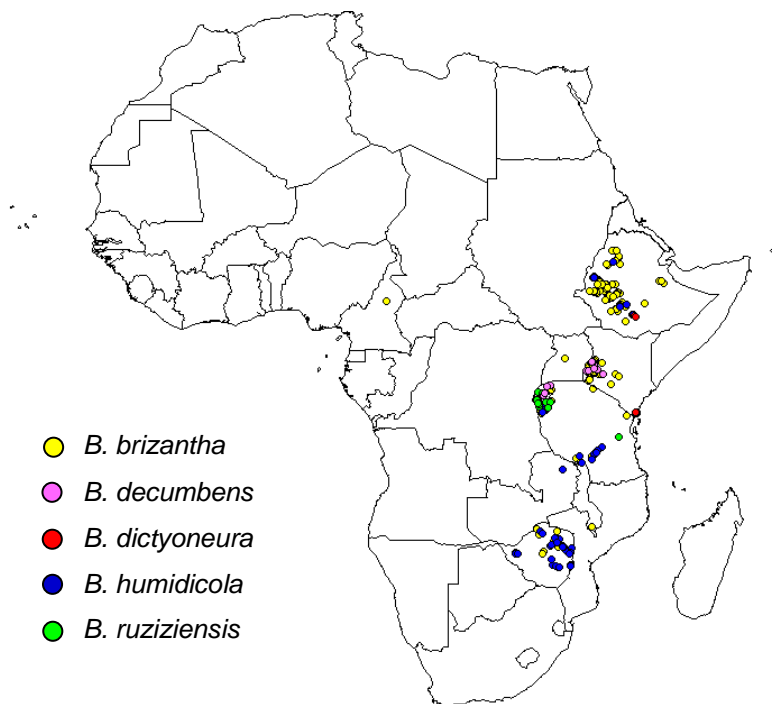 B. brizantha
B. decumbens
B. dictyoneura
B. humidicola
B. ruziziensis